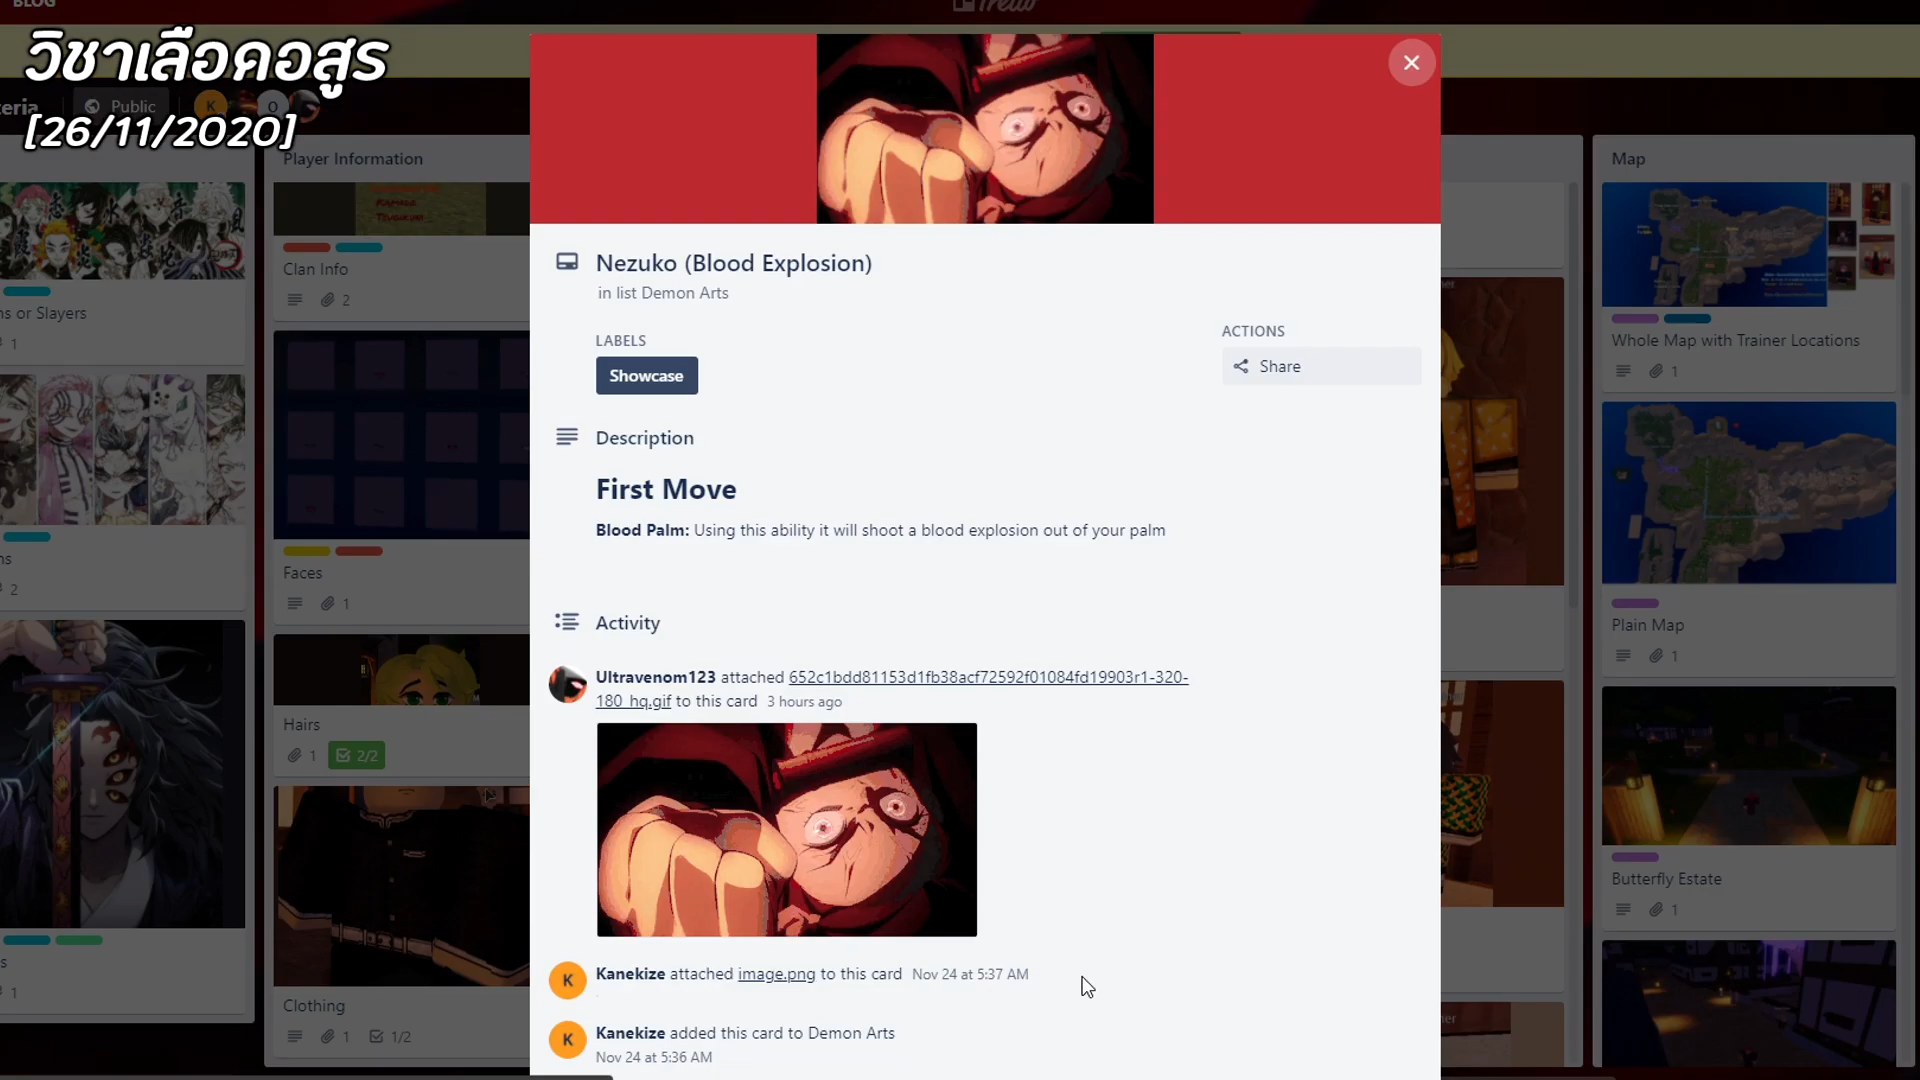 BLOG
Trello
วิชาเลือดอสูร
[26/11/2020]
teria
Public
K
O
Player Information
Map
Clan Info
2
ns or Slayers
1
Faces
1
ns
2
Hairs
1
2/2
s
1
Clothing
1
1/2
Nezuko (Blood Explosion)
in list Demon Arts
LABELS
Showcase
ACTIONS
Share
Description
First Move
Blood Palm: Using this ability it will shoot a blood explosion out of your palm
Activity
Ultravenom123 attached 652c1bdd81153d1fb38acf72592f01084fd19903r1-320-
180_hq.gif to this card 3 hours ago
K
Kanekize attached image.png to this card Nov 24 at 5:37 AM
K
Kanekize added this card to Demon Arts
Nov 24 at 5:36 AM
Whole Map with Trainer Locations
1
Plain Map
1
Butterfly Estate
1